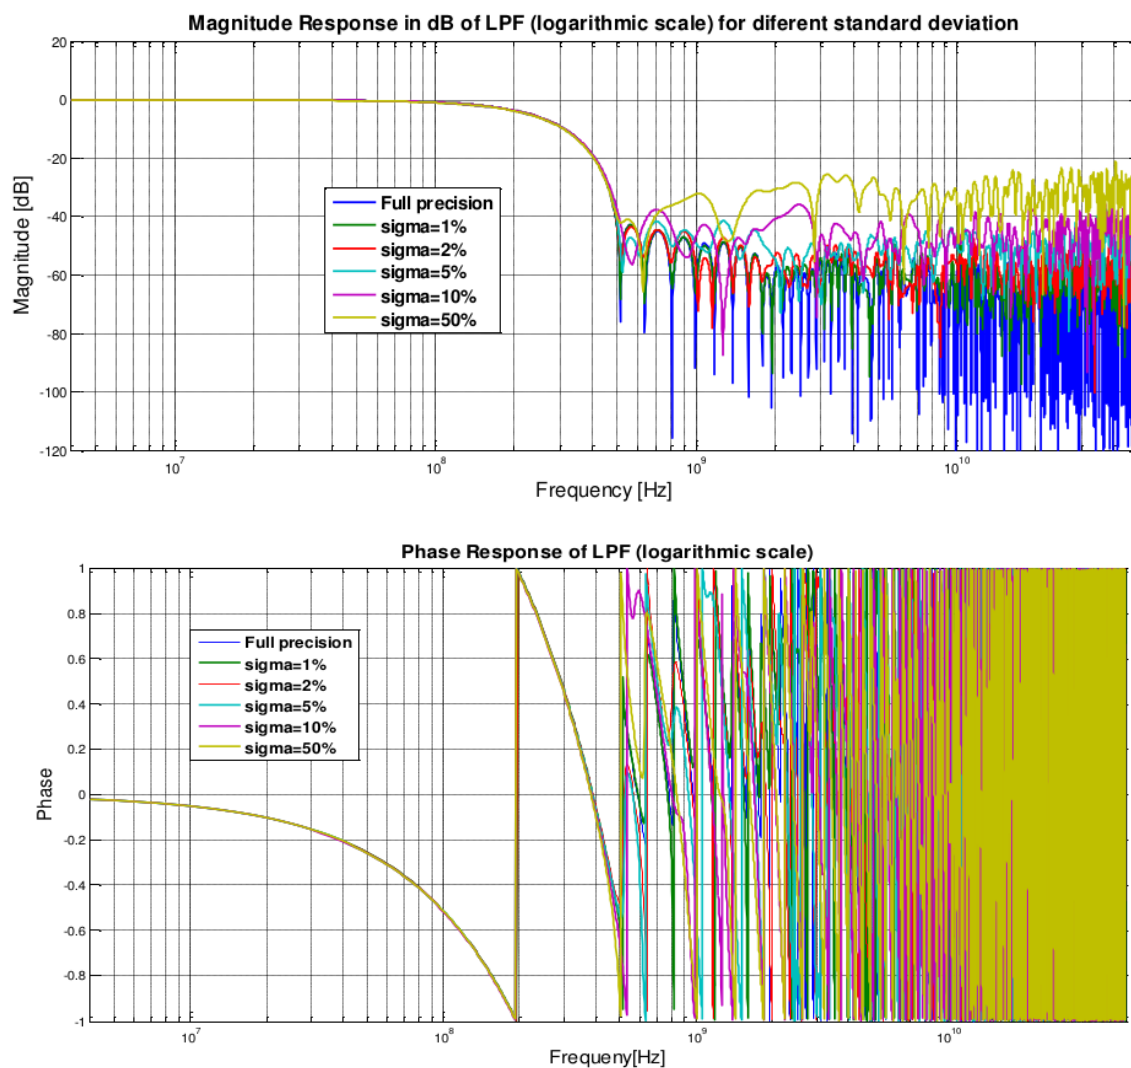 Magnitude Response in dB of LPF (logarithmic scale) for diferent standard deviation
20
0
-20
-40
-60
-80
-100
-120
Magnitude [dB]
Full precision
sigma=1%
sigma=2%
sigma=5%
sigma=10%
sigma=50%
10^7
10^8
10^9
10^10
Frequency [Hz]
Phase Response of LPF (logarithmic scale)
1
0.8
0.6
0.4
0.2
0
-0.2
-0.4
-0.6
-0.8
-1
Phase
Full precision
sigma=1%
sigma=2%
sigma=5%
sigma=10%
sigma=50%
10^7
10^8
10^9
10^10
Frequeny[Hz]